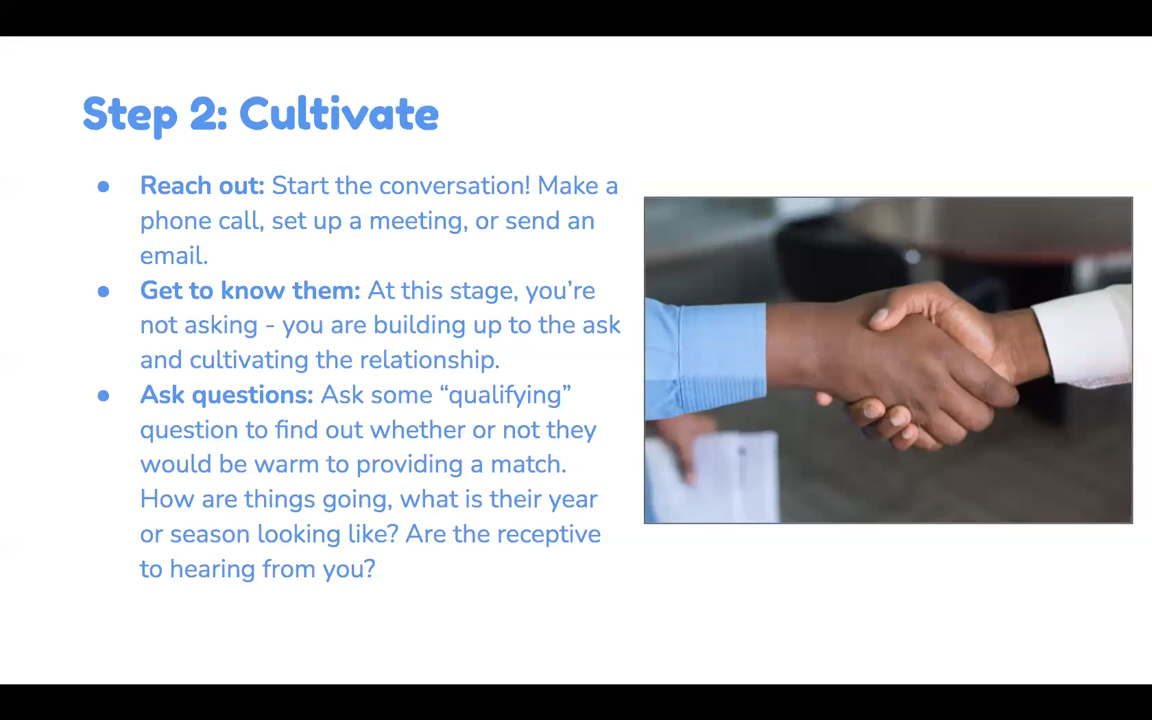 Step 2: Cultivate
● Reach out: Start the conversation! Make a
phone call, set up a meeting, or send an
email.
● Get to know them: At this stage, you’re
not asking - you are building up to the ask
and cultivating the relationship.
● Ask questions: Ask some “qualifying”
question to find out whether or not they
would be warm to providing a match.
How are things going, what is their year
or season looking like? Are the receptive
to hearing from you?